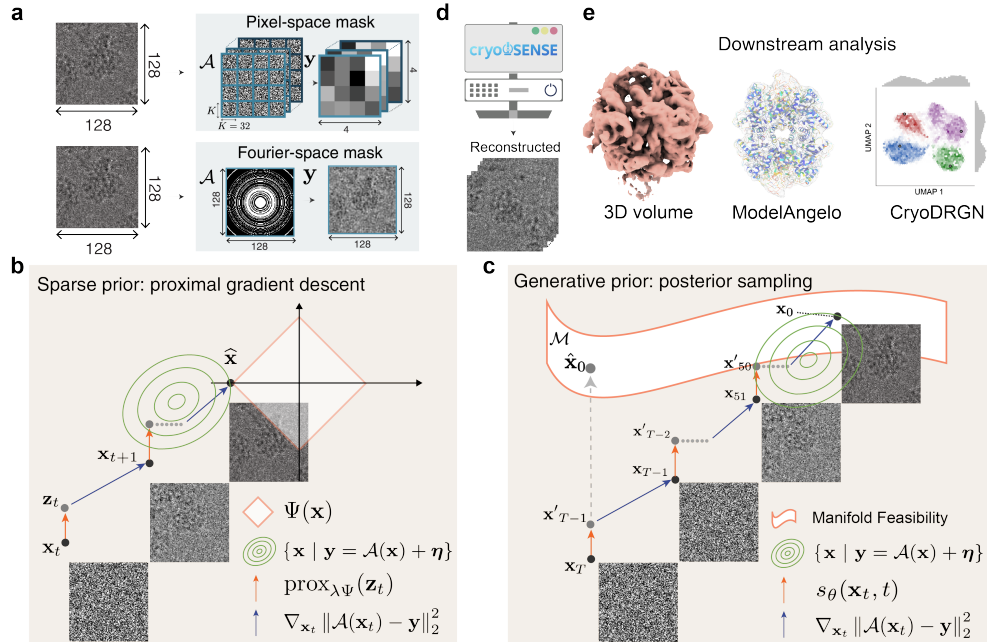 a
128
128
128
128
Pixel-space mask
𝒜
K
K = 32
y
4
4
Fourier-space mask
𝒜
128
128
y
128
128
d
cryoSENSE
Reconstructed
e
Downstream analysis
3D volume
ModelAngelo
UMAP 2
UMAP 1
CryoDRGN
b
Sparse prior: proximal gradient descent
x̂
x_{t+1}
z_t
x_t
Ψ(x)
{x | y = 𝒜(x) + η}
prox_{λΨ}(z_t)
∇_{x_t} ‖𝒜(x_t) − y‖₂²
c
Generative prior: posterior sampling
x₀
ℳ
x̂₀
x′₅₀
x₅₁
x′_{T−2}
x_{T−1}
x′_{T−1}
x_T
Manifold Feasibility
{x | y = 𝒜(x) + η}
s_θ(x_t, t)
∇_{x_t} ‖𝒜(x_t) − y‖₂²